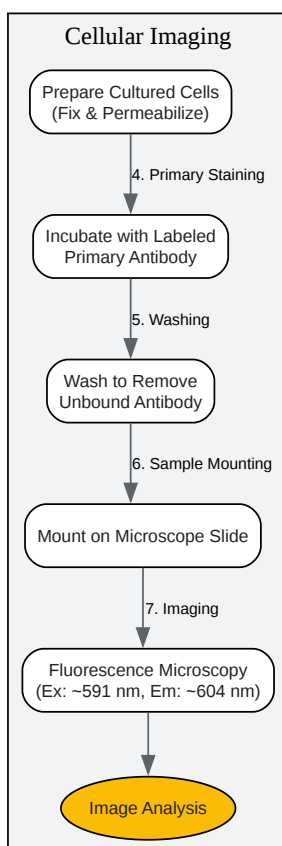 Cellular Imaging
Prepare Cultured Cells
(Fix & Permeabilize)
4. Primary Staining
Incubate with Labeled
Primary Antibody
5. Washing
Wash to Remove
Unbound Antibody
6. Sample Mounting
Mount on Microscope Slide
7. Imaging
Fluorescence Microscopy
(Ex: ~591 nm, Em: ~604 nm)
Image Analysis